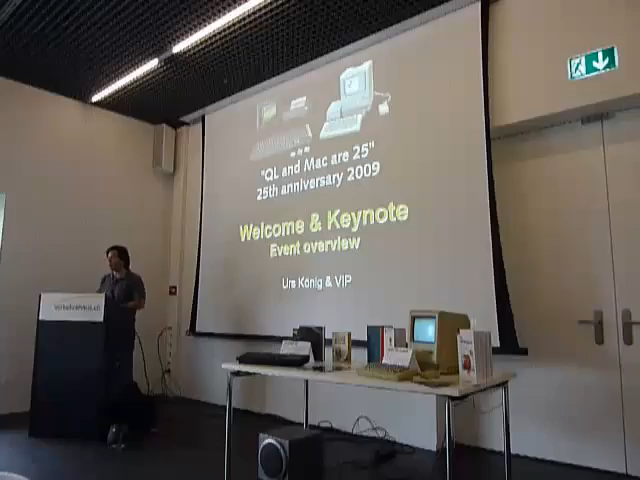 "QL and Mac are 25"
25th anniversary 2009
Welcome & Keynote
Event overview
Urs König & VIP